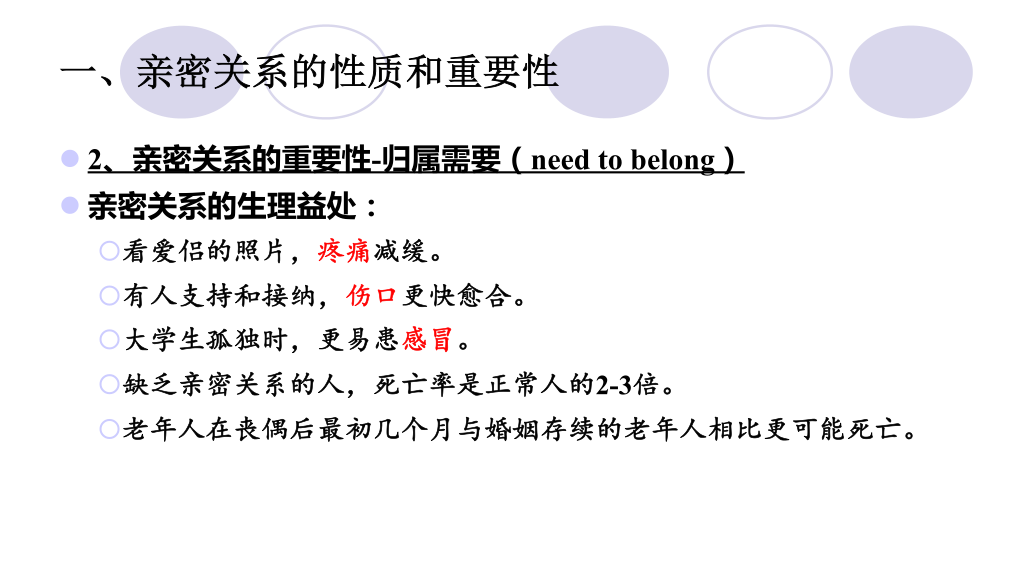 一、亲密关系的性质和重要性
2、亲密关系的重要性-归属需要（need to belong）
亲密关系的生理益处：
看爱侣的照片，疼痛减缓。
有人支持和接纳，伤口更快愈合。
大学生孤独时，更易患感冒。
缺乏亲密关系的人，死亡率是正常人的2-3倍。
老年人在丧偶后最初几个月与婚姻存续的老年人相比更可能死亡。